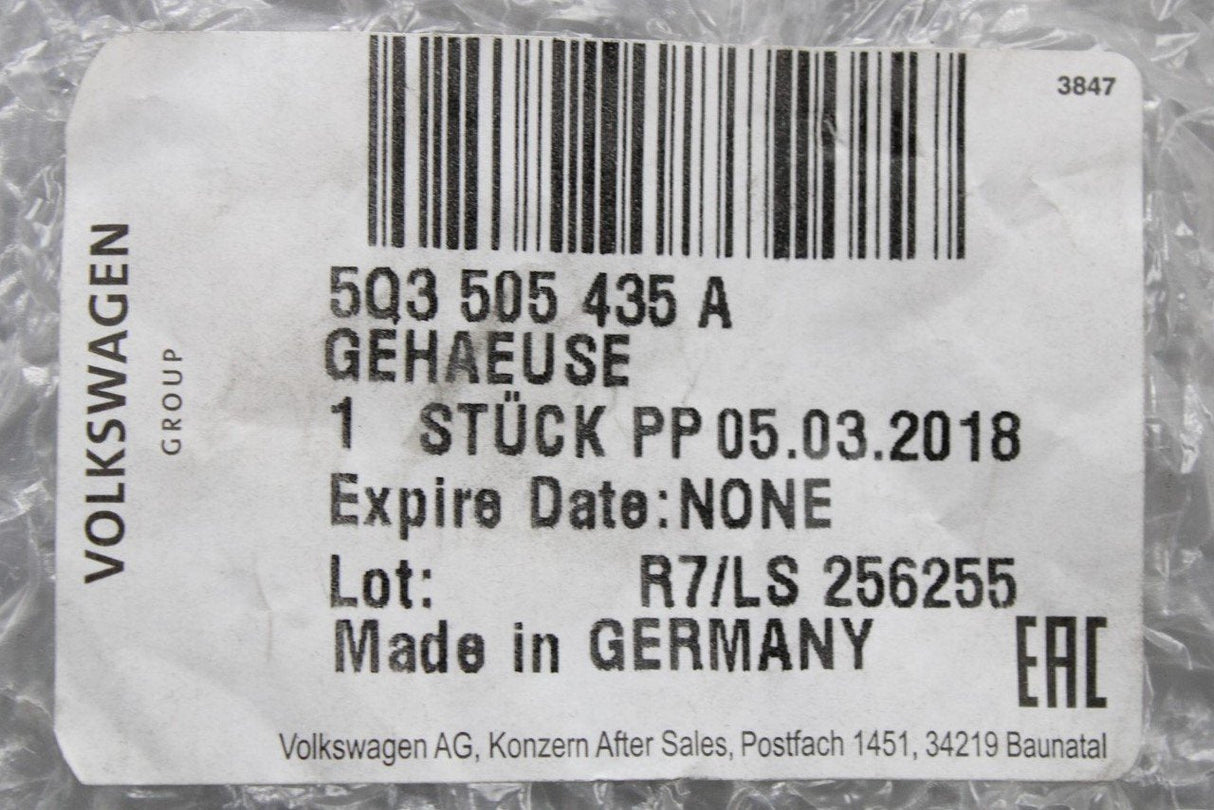 3847
VOLKSWAGEN
GROUP
5Q3 505 435 A
GEHAEUSE
1 STÜCK PP 05.03.2018
Expire Date:NONE
Lot: R7/LS 256255
Made in GERMANY
EAC
Volkswagen AG, Konzern After Sales, Postfach 1451, 34219 Baunatal